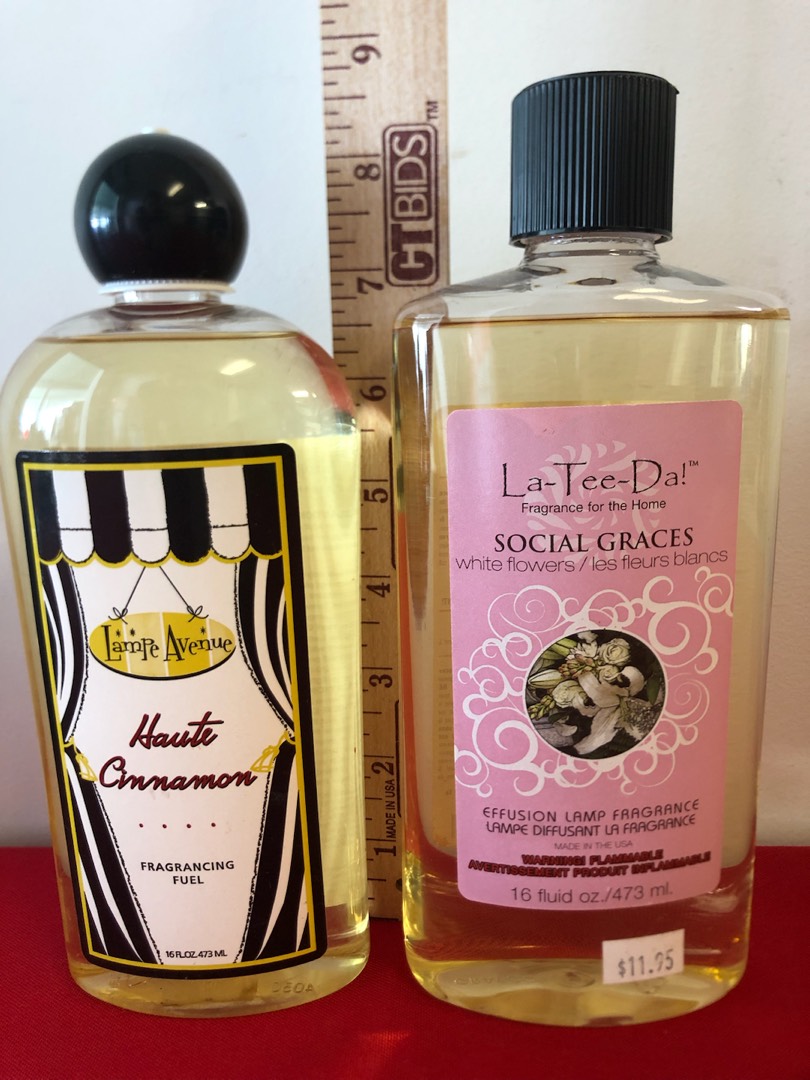 Lampe Avenue
Haute
Cinnamon
FRAGRANCING
FUEL
16 FL.OZ. 473 ML
9
8
7
6
5
4
3
2
1
CTBIDS™
MADE IN USA
La-Tee-Da!™
Fragrance for the Home
SOCIAL GRACES
white flowers / les fleurs blancs
EFFUSION LAMP FRAGRANCE
LAMPE DIFFUSANT LA FRAGRANCE
MADE IN THE USA
WARNING! FLAMMABLE
AVERTISSEMENT PRODUIT INFLAMMABLE
16 fluid oz./473 ml.
$11.95